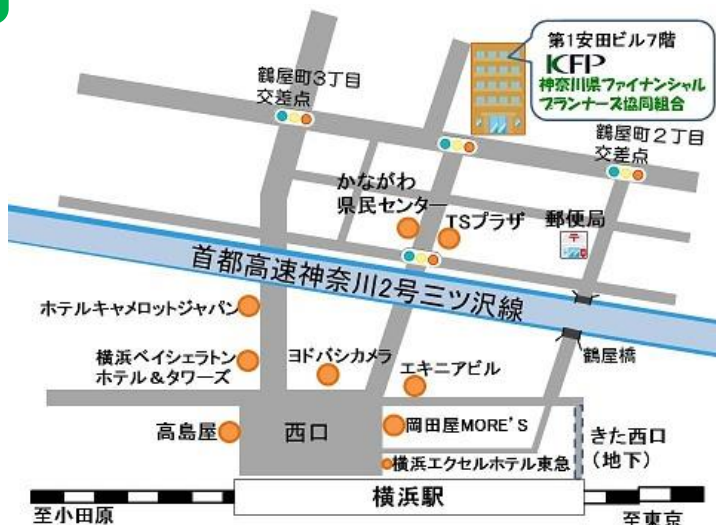 第1安田ビル7階
KFP
神奈川県ファイナンシャル
プランナーズ協同組合
鶴屋町3丁目
交差点
鶴屋町2丁目
交差点
かながわ
県民センター
TSプラザ
郵便局
首都高速神奈川2号三ツ沢線
ホテルキャメロットジャパン
横浜ベイシェラトン
ホテル&タワーズ
ヨドバシカメラ
エキニアビル
鶴屋橋
高島屋
西口
岡田屋MORE'S
きた西口
(地下)
横浜エクセルホテル東急
横浜駅
至小田原
至東京